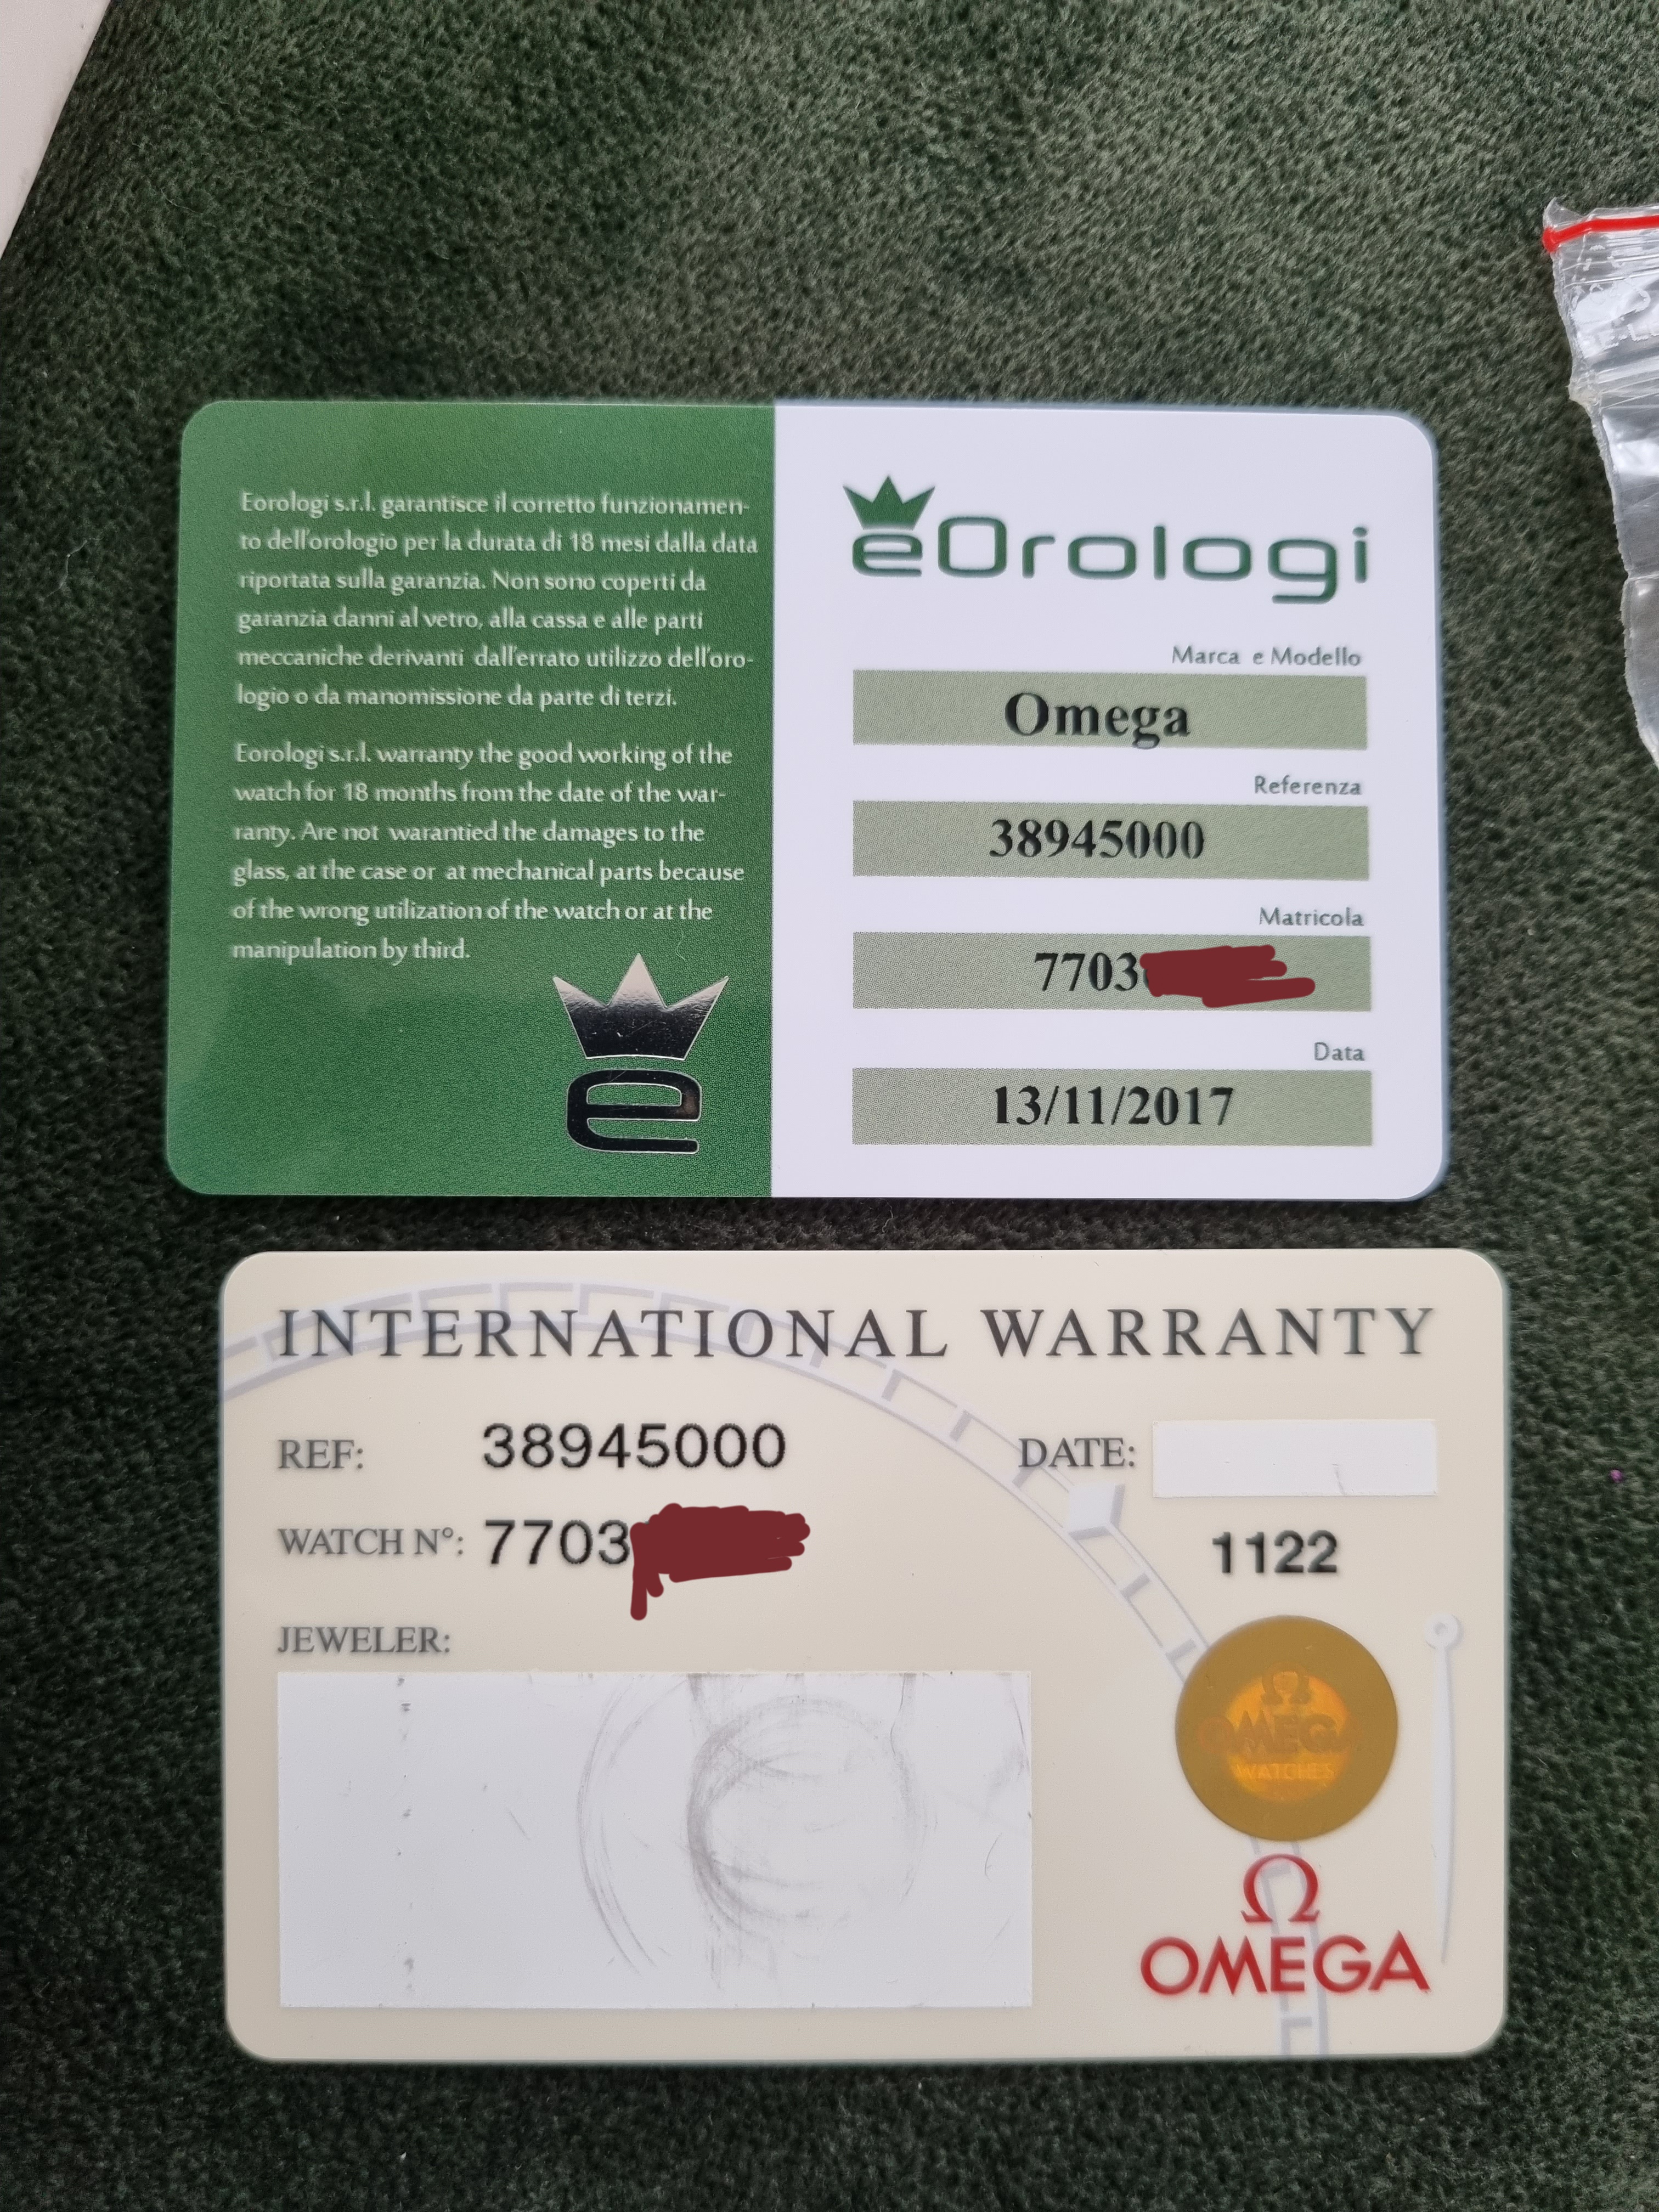 Eorologi s.r.l. garantisce il corretto funzionamen-
to dell'orologio per la durata di 18 mesi dalla data
riportata sulla garanzia. Non sono coperti da
garanzia danni al vetro, alla cassa e alle parti
meccaniche derivanti dall'errato utilizzo dell'oro-
logio o da manomissione da parte di terzi.
Eorologi s.r.l. warranty the good working of the
watch for 18 months from the date of the war-
ranty. Are not warantied the damages to the
glass, at the case or at mechanical parts because
of the wrong utilization of the watch or at the
manipulation by third.
e
eOrologi
Marca e Modello
Omega
Referenza
38945000
Matricola
7703
Data
13/11/2017
INTERNATIONAL WARRANTY
REF: 38945000
DATE:
WATCH N°: 7703
1122
JEWELER:
Ω
OMEGA
WATCHES
Ω
OMEGA